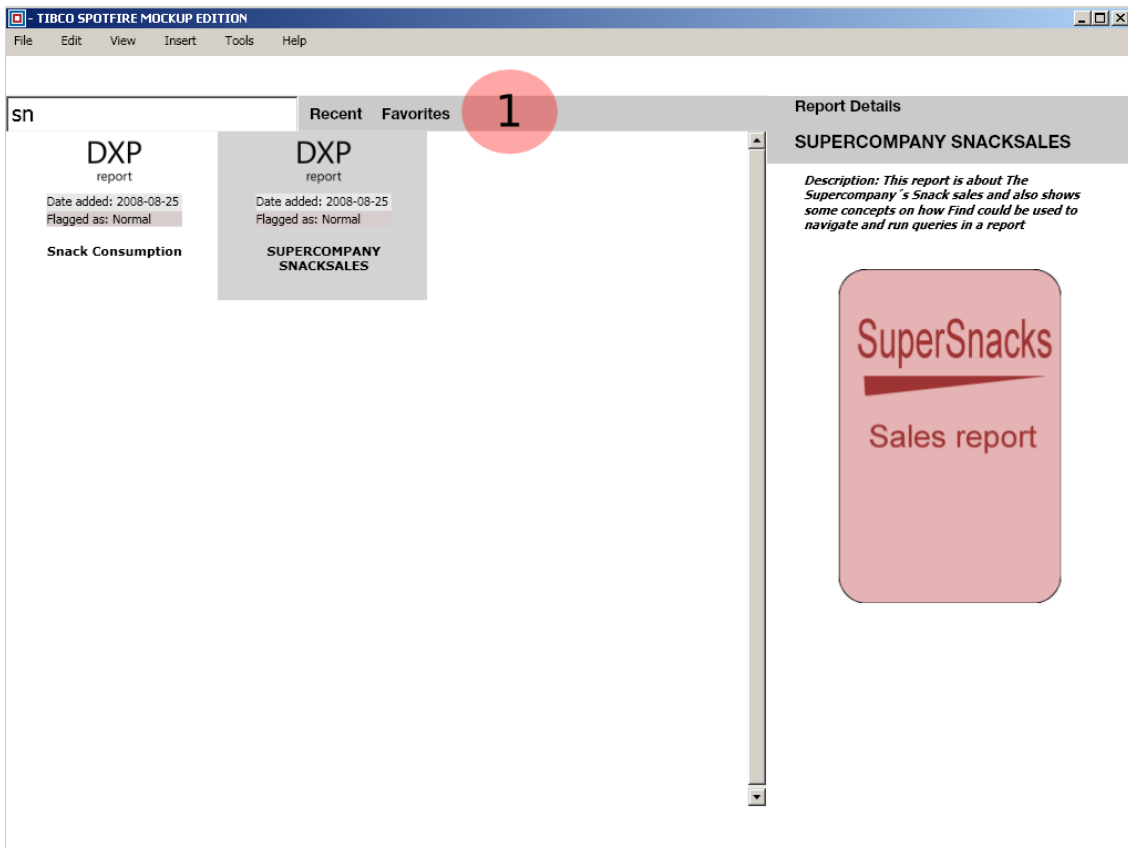 - TIBCO SPOTFIRE MOCKUP EDITION
File Edit View Insert Tools Help
sn
Recent Favorites
1
DXP
report
Date added: 2008-08-25
Flagged as: Normal
Snack Consumption
DXP
report
Date added: 2008-08-25
Flagged as: Normal
SUPERCOMPANY
SNACKSALES
Report Details
SUPERCOMPANY SNACKSALES
Description: This report is about The
Supercompany´s Snack sales and also shows
some concepts on how Find could be used to
navigate and run queries in a report
SuperSnacks
Sales report